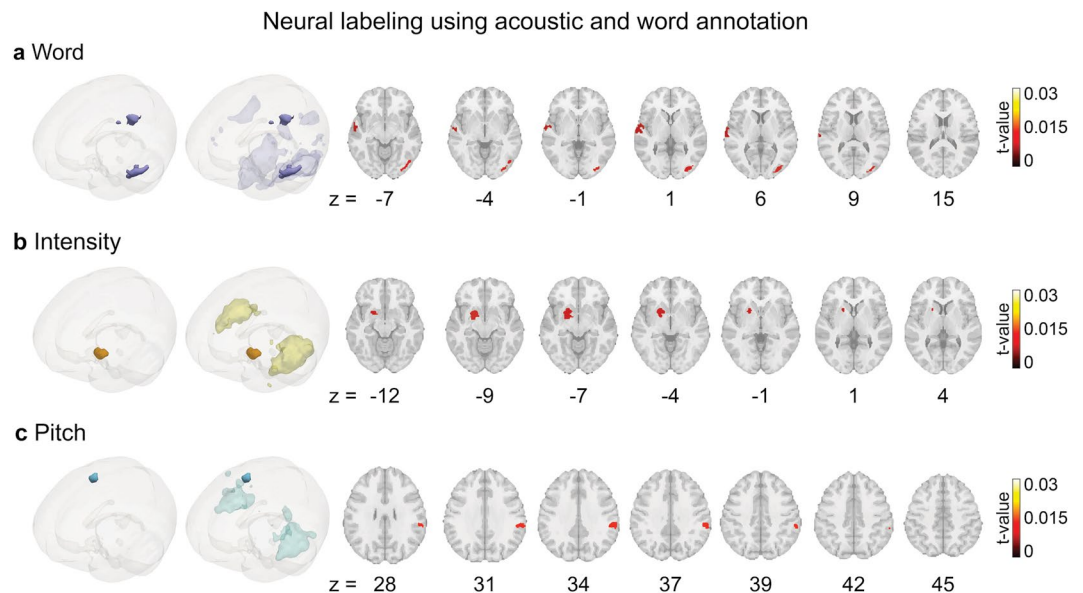 Neural labeling using acoustic and word annotation
a Word
z = -7 -4 -1 1 6 9 15
0.03
0.015
0
t-value
b Intensity
z = -12 -9 -7 -4 -1 1 4
0.03
0.015
0
t-value
c Pitch
z = 28 31 34 37 39 42 45
0.03
0.015
0
t-value